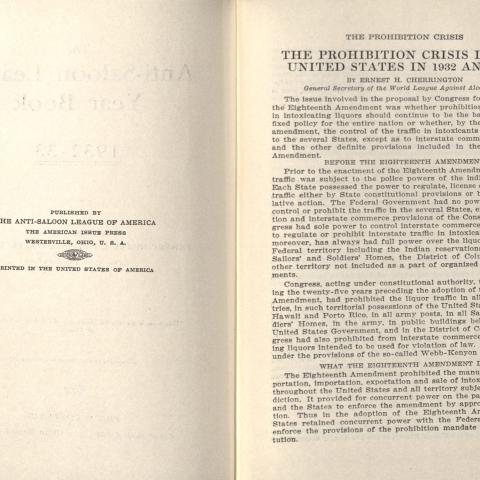 PUBLISHED BY
HE ANTI-SALOON LEAGUE OF AMERICA
THE AMERICAN ISSUE PRESS
WESTERVILLE, OHIO, U. S. A.
RINTED IN THE UNITED STATES OF AMERICA
Anti-Saloon Lea
Year Book
1932-33
THE PROHIBITION CRISIS
THE PROHIBITION CRISIS I
UNITED STATES IN 1932 AN
BY ERNEST H. CHERRINGTON
General Secretary of the World League Against Alco
The issue involved in the proposal by Congress fo
the Eighteenth Amendment was whether prohibition
in intoxicating liquors should continue to be the ba
fixed policy for the entire nation or whether, by the
amendment, the control of the traffic in intoxicants
to the several States, except as to interstate comm
and the other definite provisions included in the
Amendment.
BEFORE THE EIGHTEENTH AMENDMEN
Prior to the enactment of the Eighteenth Amendm
traffic was subject to the police powers of the indi
Each State possessed the power to regulate, license
traffic either by State constitutional provisions or b
lative action. The Federal Government had no pow
control or prohibit the traffic in the several States, e
tion and interstate commerce provisions of the Cons
gress had sole power to control interstate commerc
to regulate or prohibit interstate traffic in intoxicat
moreover, has always had full power over the liquo
Federal territory including the Indian reservation
Sailors' and Soldiers' Homes, the District of Colu
other territory not included as a part of organized
ments.
Congress, acting under constitutional authority,
ing the twenty-five years preceding the adoption of
Amendment, had prohibited the liquor traffic in all
tries, in such territorial possessions of the United St
Hawaii and Porto Rico, in all army posts, in all Sa
diers' Homes, in the army, in public buildings be
United States Government, and in the District of C
gress had also prohibited from interstate commerc
ing liquors intended to be used for violation of law.
under the provisions of the so-called Webb-Kenyon
WHAT THE EIGHTEENTH AMENDMENT D
The Eighteenth Amendment prohibited the manu
portation, importation, exportation and sale of intox
throughout the United States and all territory subje
diction. It provided for concurrent power on the pa
and the States to enforce the amendment by appro
tion. Thus in the adoption of the Eighteenth Am
States retained concurrent power with the Federa
enforce the provisions of the prohibition mandate
tution.